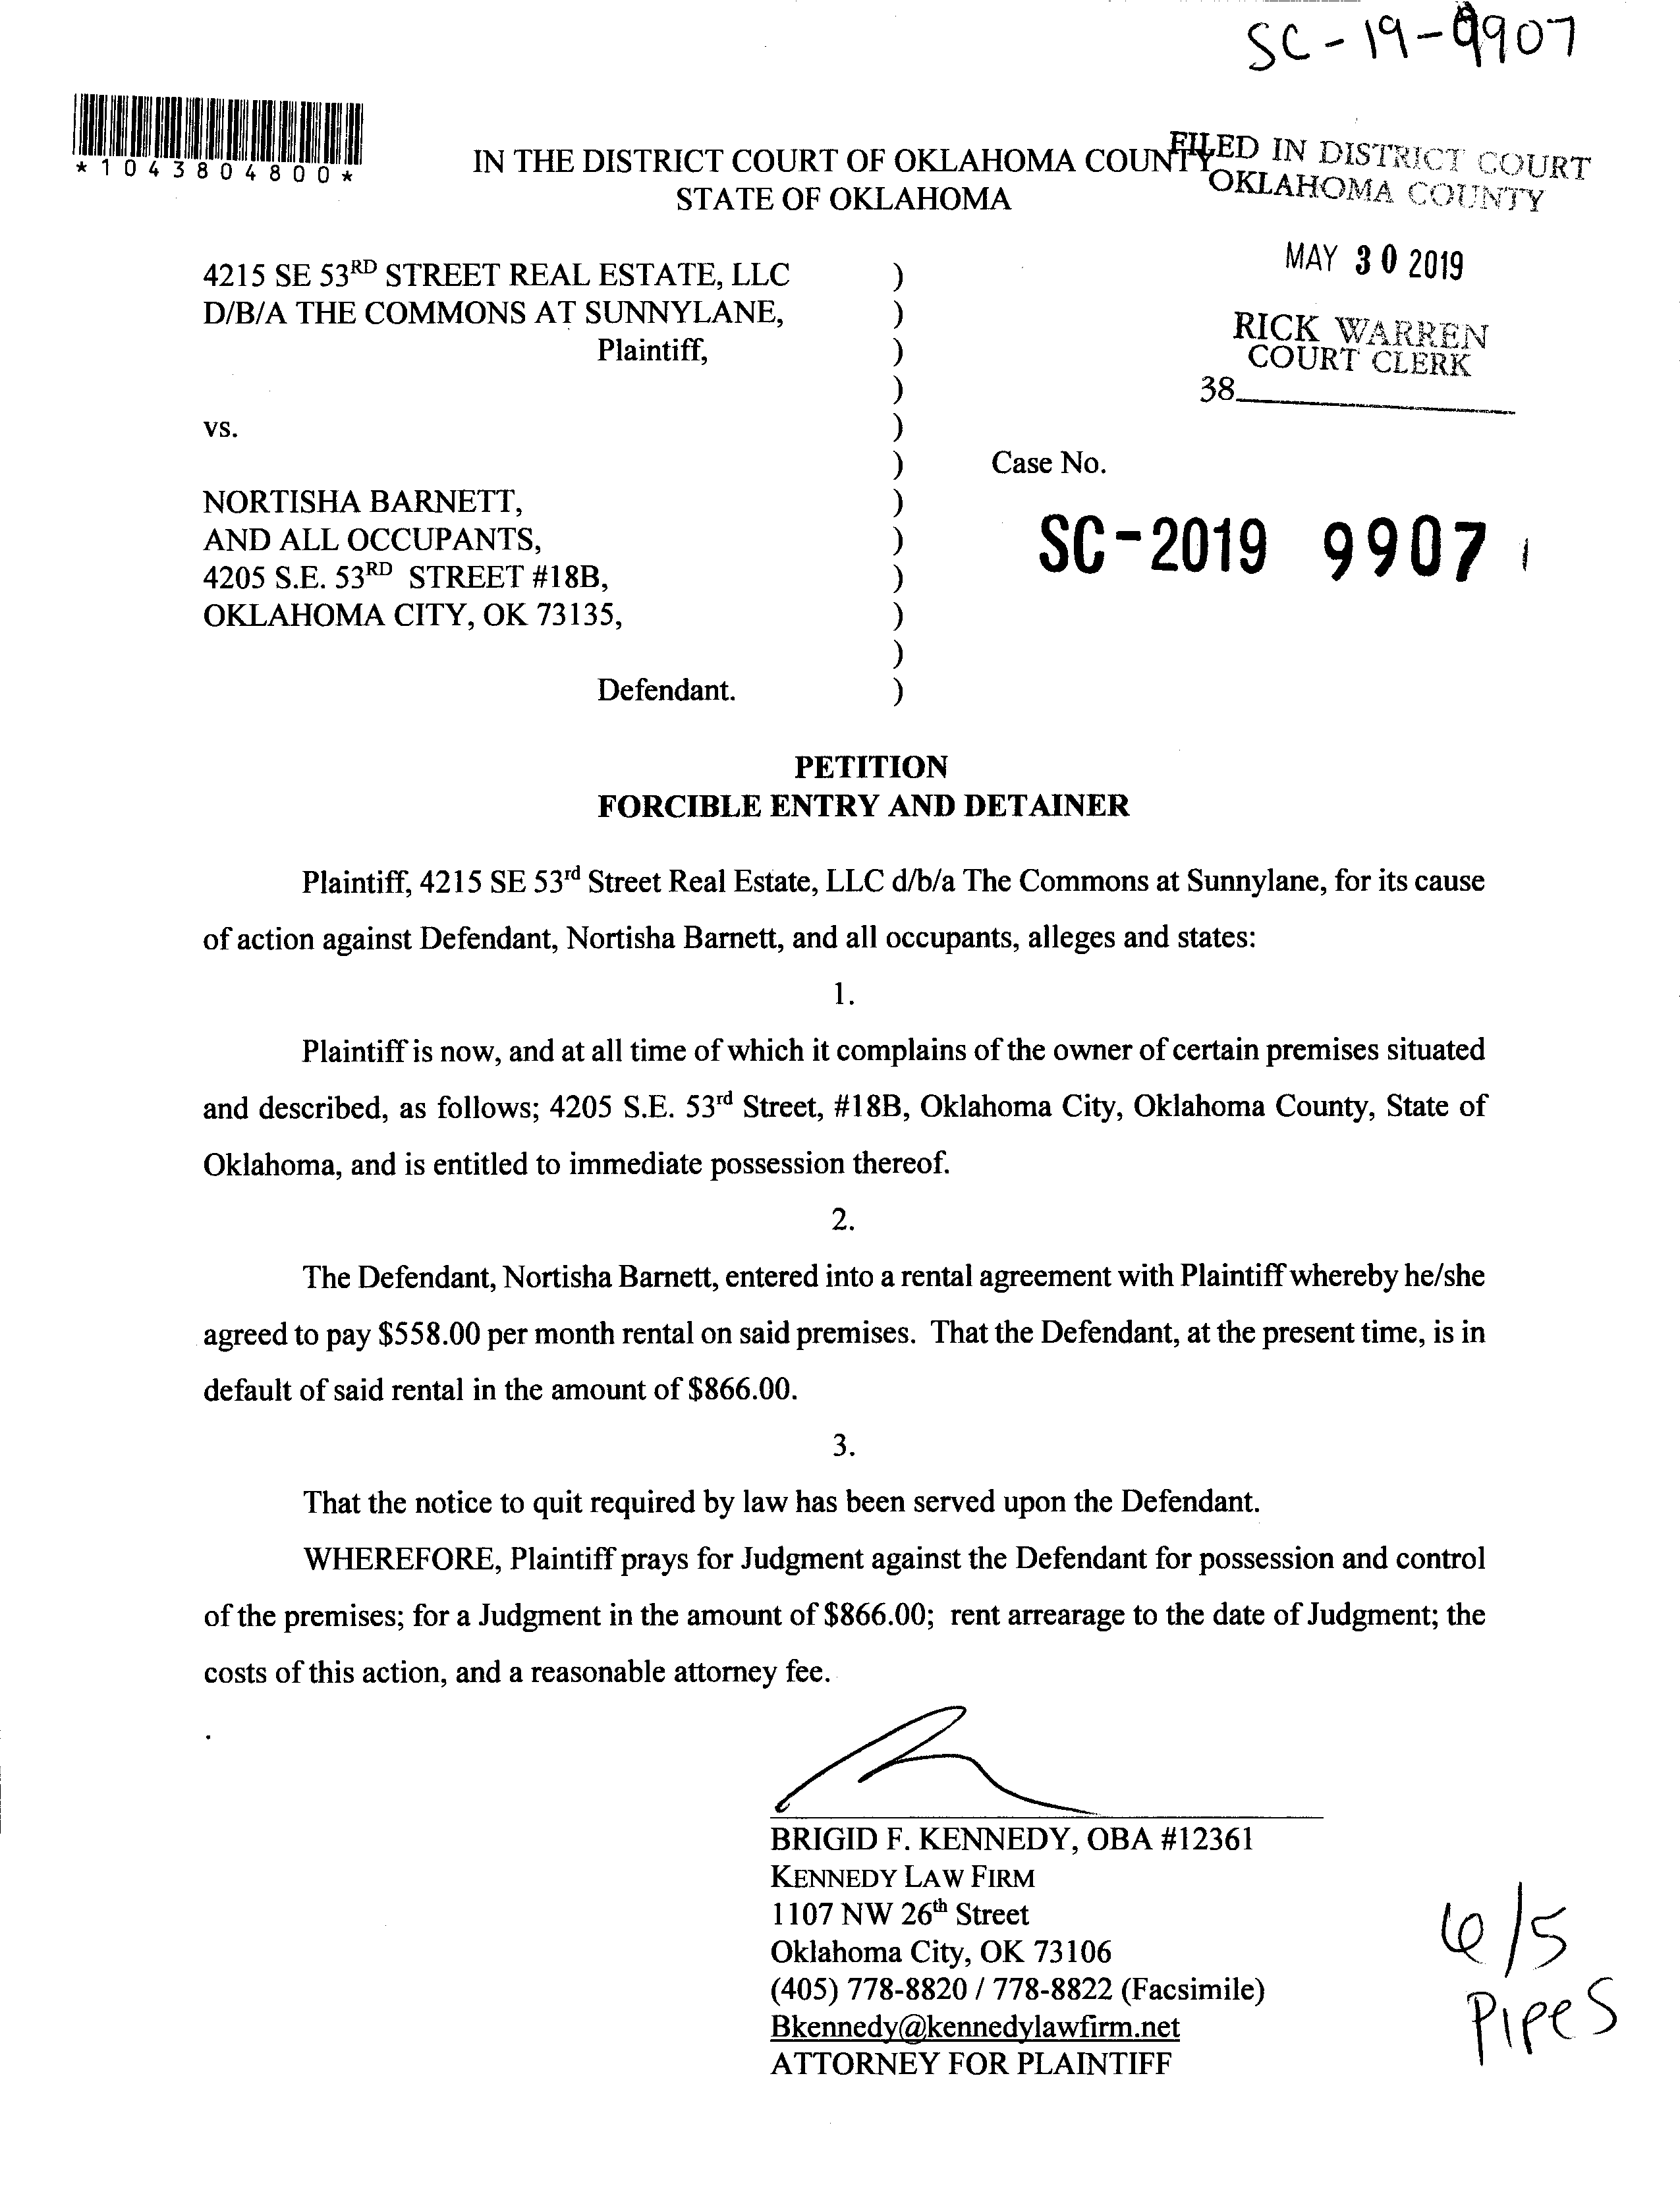 SC-19-9907
*1043804800*
IN THE DISTRICT COURT OF OKLAHOMA COUNTY
STATE OF OKLAHOMA
FILED IN DISTRICT COURT
OKLAHOMA COUNTY
MAY 30 2019
RICK WARREN
COURT CLERK
38
4215 SE 53RD STREET REAL ESTATE, LLC )
D/B/A THE COMMONS AT SUNNYLANE, )
Plaintiff, )
)
vs. )
) Case No.
NORTISHA BARNETT, )
AND ALL OCCUPANTS, ) SC-2019 9907
4205 S.E. 53RD STREET #18B, )
OKLAHOMA CITY, OK 73135, )
)
Defendant. )
PETITION
FORCIBLE ENTRY AND DETAINER
Plaintiff, 4215 SE 53rd Street Real Estate, LLC d/b/a The Commons at Sunnylane, for its cause
of action against Defendant, Nortisha Barnett, and all occupants, alleges and states:
1.
Plaintiff is now, and at all time of which it complains of the owner of certain premises situated
and described, as follows; 4205 S.E. 53rd Street, #18B, Oklahoma City, Oklahoma County, State of
Oklahoma, and is entitled to immediate possession thereof.
2.
The Defendant, Nortisha Barnett, entered into a rental agreement with Plaintiff whereby he/she
agreed to pay $558.00 per month rental on said premises. That the Defendant, at the present time, is in
default of said rental in the amount of $866.00.
3.
That the notice to quit required by law has been served upon the Defendant.
WHEREFORE, Plaintiff prays for Judgment against the Defendant for possession and control
of the premises; for a Judgment in the amount of $866.00; rent arrearage to the date of Judgment; the
costs of this action, and a reasonable attorney fee.
BRIGID F. KENNEDY, OBA #12361
KENNEDY LAW FIRM
1107 NW 26th Street
Oklahoma City, OK 73106
(405) 778-8820 / 778-8822 (Facsimile)
Bkennedy@kennedylawfirm.net
ATTORNEY FOR PLAINTIFF
6/5
Pipes